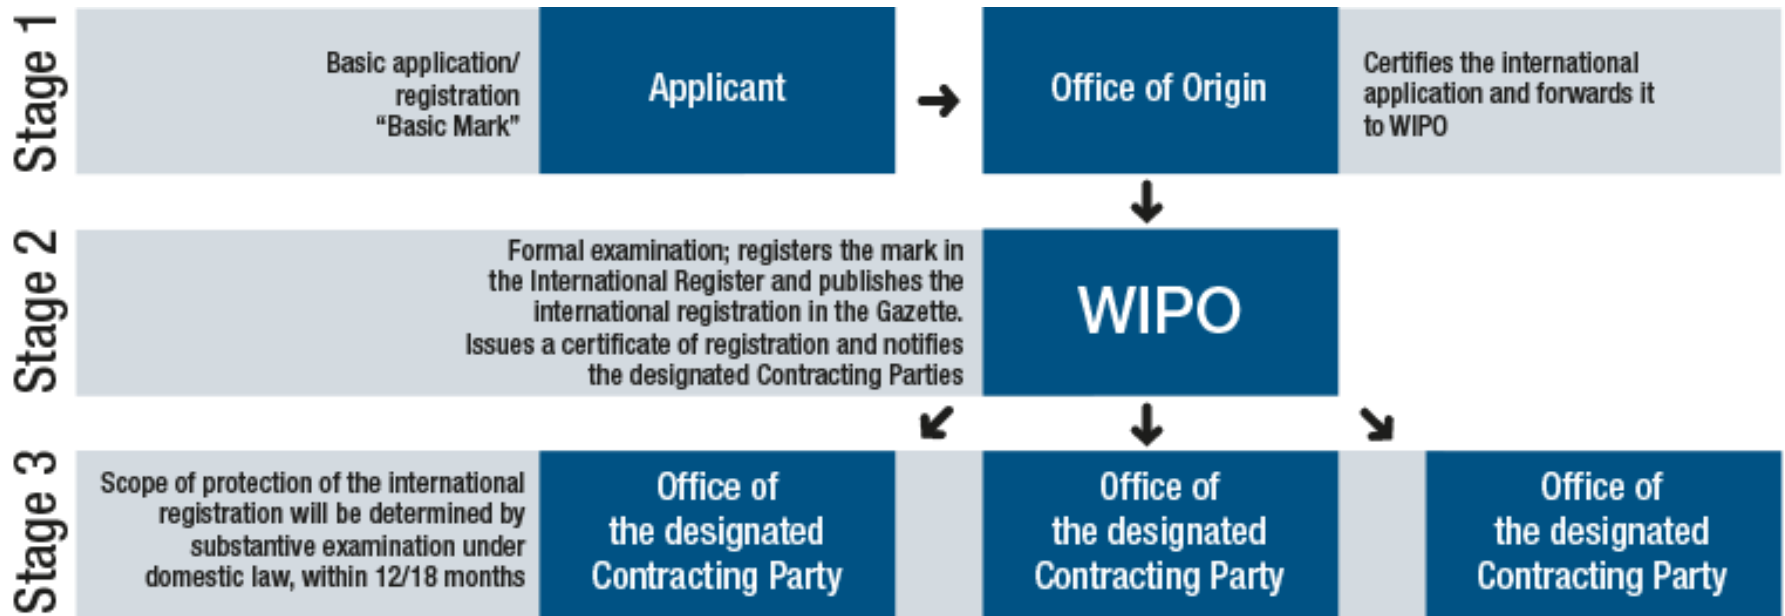 Stage 1
Basic application/
registration
“Basic Mark”
Applicant
Office of Origin
Certifies the international
application and forwards it
to WIPO
Stage 2
Formal examination; registers the mark in
the International Register and publishes the
international registration in the Gazette.
Issues a certificate of registration and notifies
the designated Contracting Parties
WIPO
Stage 3
Scope of protection of the international
registration will be determined by
substantive examination under
domestic law, within 12/18 months
Office of
the designated
Contracting Party
Office of
the designated
Contracting Party
Office of
the designated
Contracting Party